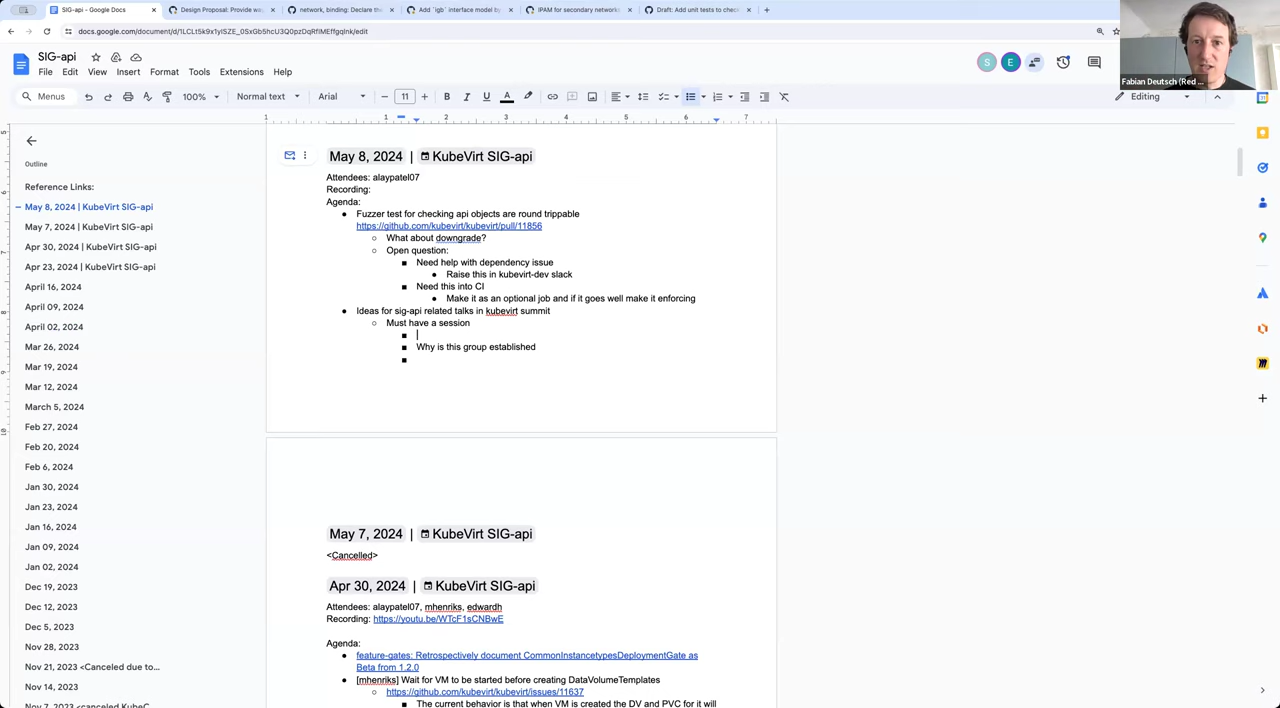 SIG-api - Google Docs
Design Proposal: Provide way
network, binding: Declare the
Add `igb` interface model by
IPAM for secondary networks
Draft: Add unit tests to check
docs.google.com/document/d/1LCLt5k9x1yISZE_0SxGb5hcU3Q0pzDqRfIMEffgqInk/edit
SIG-api
File Edit View Insert Format Tools Extensions Help
S E
Fabian Deutsch (Red ...
Menus 100% Normal text Arial 11 B I U A Editing
1 1 2 3 4 5 6 7
Outline
Reference Links:
May 8, 2024 | KubeVirt SIG-api
May 7, 2024 | KubeVirt SIG-api
Apr 30, 2024 | KubeVirt SIG-api
Apr 23, 2024 | KubeVirt SIG-api
April 16, 2024
April 09, 2024
April 02, 2024
Mar 26, 2024
Mar 19, 2024
Mar 12, 2024
March 5, 2024
Feb 27, 2024
Feb 20, 2024
Feb 6, 2024
Jan 30, 2024
Jan 23, 2024
Jan 16, 2024
Jan 09, 2024
Jan 02, 2024
Dec 19, 2023
Dec 12, 2023
Dec 5, 2023
Nov 28, 2023
Nov 21, 2023 <Canceled due to...
Nov 14, 2023
Nov 7, 2023 <canceled KubeC...
May 8, 2024 | KubeVirt SIG-api
Attendees: alaypatel07
Recording:
Agenda:
Fuzzer test for checking api objects are round trippable
https://github.com/kubevirt/kubevirt/pull/11856
What about downgrade?
Open question:
Need help with dependency issue
Raise this in kubevirt-dev slack
Need this into CI
Make it as an optional job and if it goes well make it enforcing
Ideas for sig-api related talks in kubevirt summit
Must have a session
Why is this group established
May 7, 2024 | KubeVirt SIG-api
<Cancelled>
Apr 30, 2024 | KubeVirt SIG-api
Attendees: alaypatel07, mhenriks, edwardh
Recording: https://youtu.be/WTcF1sCNBwE
Agenda:
feature-gates: Retrospectively document CommonInstancetypesDeploymentGate as
Beta from 1.2.0
[mhenriks] Wait for VM to be started before creating DataVolumeTemplates
https://github.com/kubevirt/kubevirt/issues/11637
The current behavior is that when VM is created the DV and PVC for it will